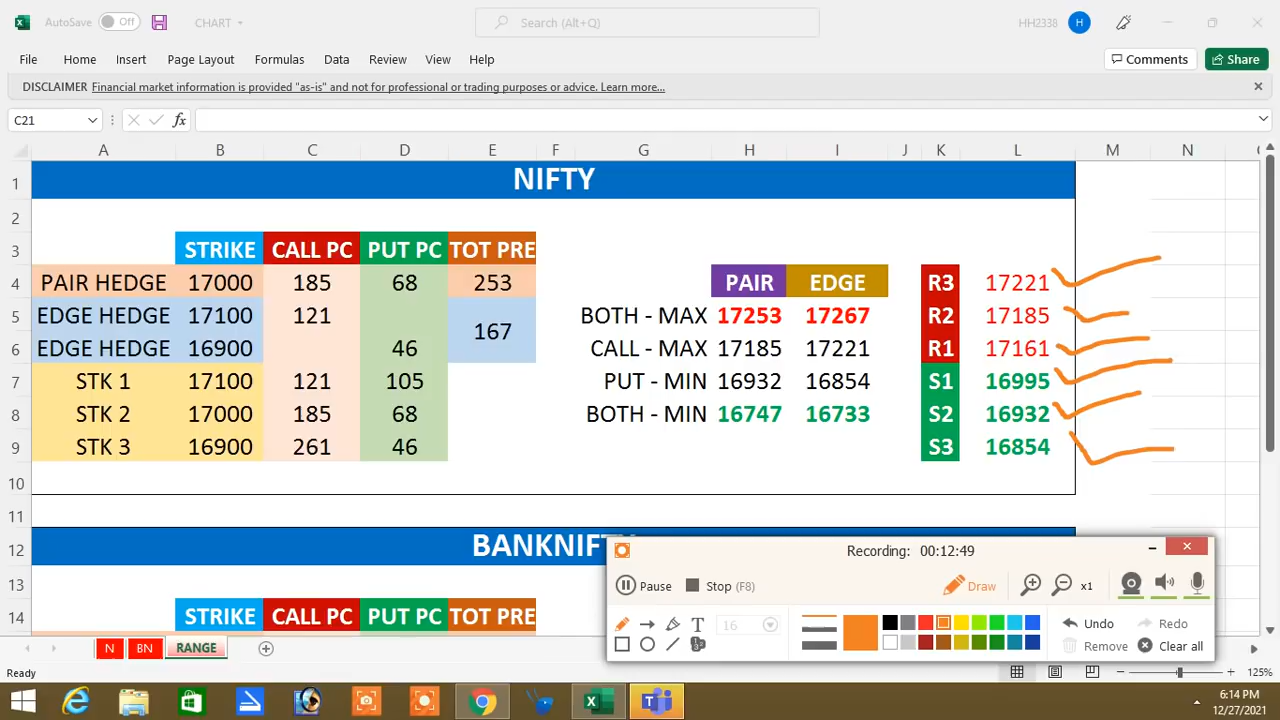 AutoSave Off CHART Search (Alt+Q) HH2338 H
File Home Insert Page Layout Formulas Data Review View Help Comments Share
DISCLAIMER Financial market information is provided "as-is" and not for professional or trading purposes or advice. Learn more...
C21 fx
A B C D E F G H I J K L M N
1 NIFTY
2
3 STRIKE CALL PC PUT PC TOT PRE
4 PAIR HEDGE 17000 185 68 253 PAIR EDGE R3 17221
5 EDGE HEDGE 17100 121 167 BOTH - MAX 17253 17267 R2 17185
6 EDGE HEDGE 16900 46 CALL - MAX 17185 17221 R1 17161
7 STK 1 17100 121 105 PUT - MIN 16932 16854 S1 16995
8 STK 2 17000 185 68 BOTH - MIN 16747 16733 S2 16932
9 STK 3 16900 261 46 S3 16854
10
11
12 BANKNIFTY
13
14 STRIKE CALL PC PUT PC TOT PRE
Recording: 00:12:49
Pause Stop (F8) Draw x1
T 16 Undo Redo
Remove Clear all
N BN RANGE
Ready 125%
6:14 PM
12/27/2021